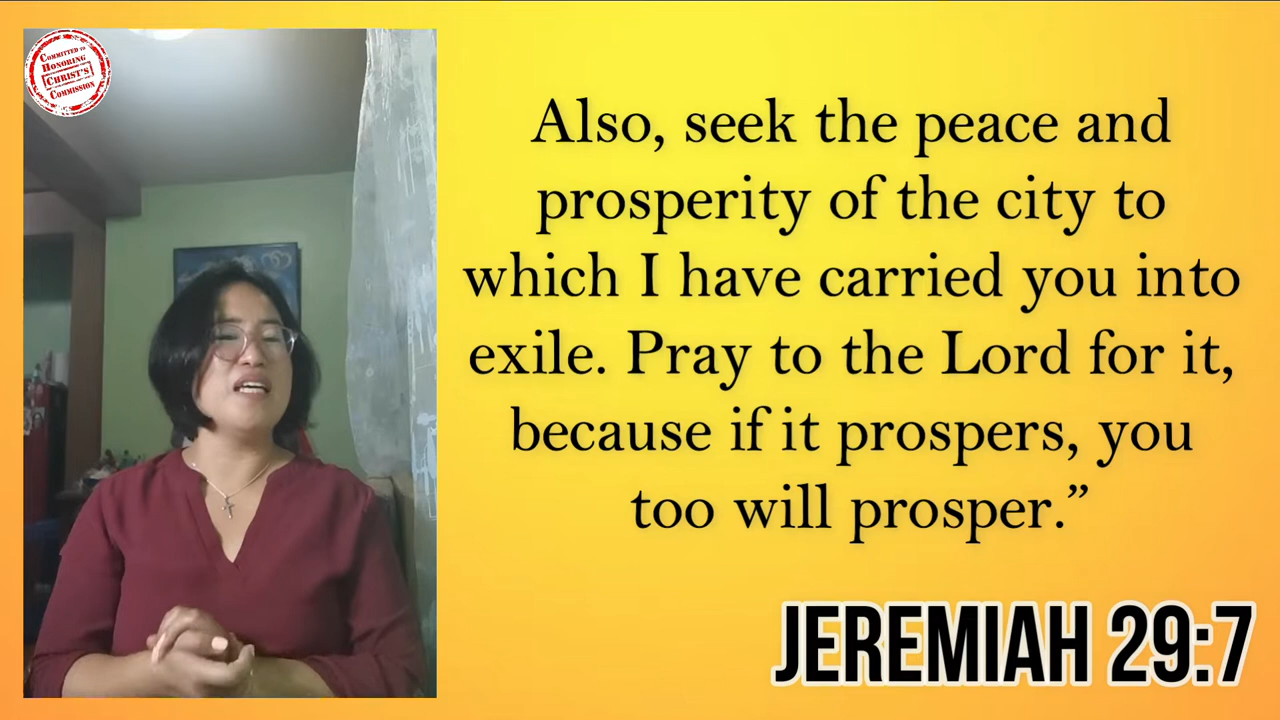 COMMITTED TO
HONORING
CHRIST'S
COMMISSION
Also, seek the peace and
prosperity of the city to
which I have carried you into
exile. Pray to the Lord for it,
because if it prospers, you
too will prosper.”
JEREMIAH 29:7